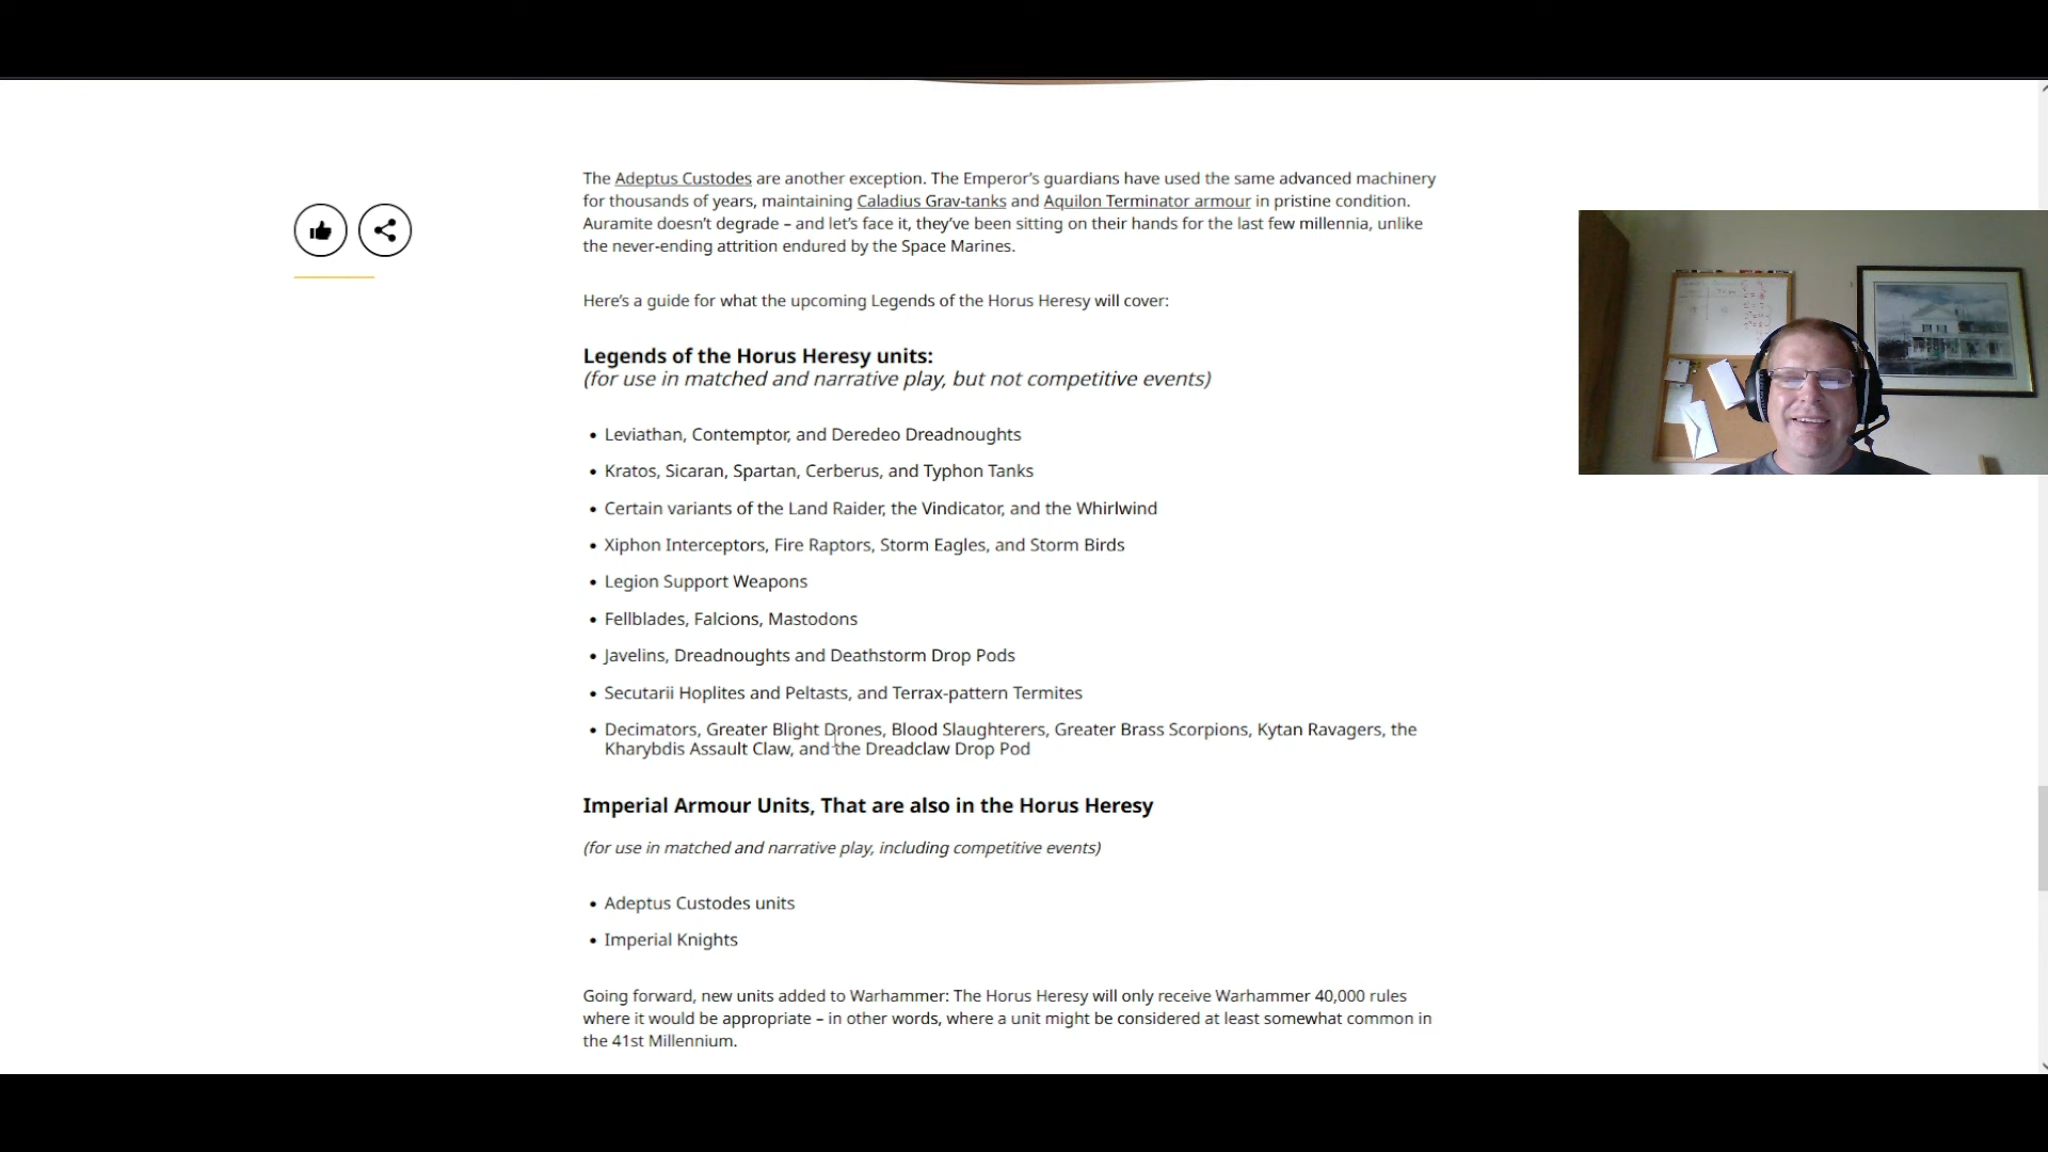 The Adeptus Custodes are another exception. The Emperor’s guardians have used the same advanced machinery
for thousands of years, maintaining Caladius Grav-tanks and Aquilon Terminator armour in pristine condition.
Auramite doesn’t degrade – and let’s face it, they’ve been sitting on their hands for the last few millennia, unlike
the never-ending attrition endured by the Space Marines.
Here’s a guide for what the upcoming Legends of the Horus Heresy will cover:
Legends of the Horus Heresy units:
(for use in matched and narrative play, but not competitive events)
• Leviathan, Contemptor, and Deredeo Dreadnoughts
• Kratos, Sicaran, Spartan, Cerberus, and Typhon Tanks
• Certain variants of the Land Raider, the Vindicator, and the Whirlwind
• Xiphon Interceptors, Fire Raptors, Storm Eagles, and Storm Birds
• Legion Support Weapons
• Fellblades, Falcions, Mastodons
• Javelins, Dreadnoughts and Deathstorm Drop Pods
• Secutarii Hoplites and Peltasts, and Terrax-pattern Termites
• Decimators, Greater Blight Drones, Blood Slaughterers, Greater Brass Scorpions, Kytan Ravagers, the
Kharybdis Assault Claw, and the Dreadclaw Drop Pod
Imperial Armour Units, That are also in the Horus Heresy
(for use in matched and narrative play, including competitive events)
• Adeptus Custodes units
• Imperial Knights
Going forward, new units added to Warhammer: The Horus Heresy will only receive Warhammer 40,000 rules
where it would be appropriate – in other words, where a unit might be considered at least somewhat common in
the 41st Millennium.